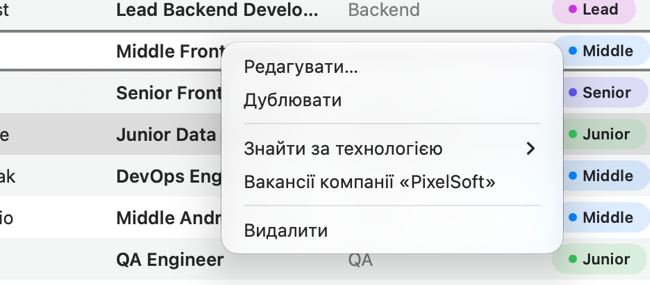 st Lead Backend Develo... Backend Lead
Middle Front Middle
Редагувати...
Senior Front Senior
Дублювати
e Junior Data Junior
Знайти за технологією
ak DevOps Eng Middle
Вакансії компанії «PixelSoft»
io Middle Andr Middle
Видалити
QA Engineer QA Junior